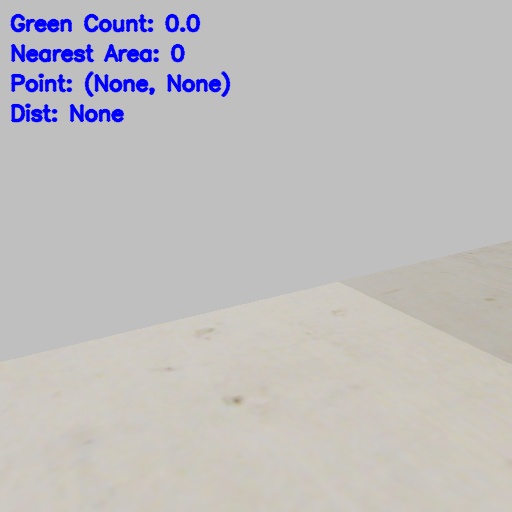 Green Count: 0.0
Nearest Area: 0
Point: (None, None)
Dist: None